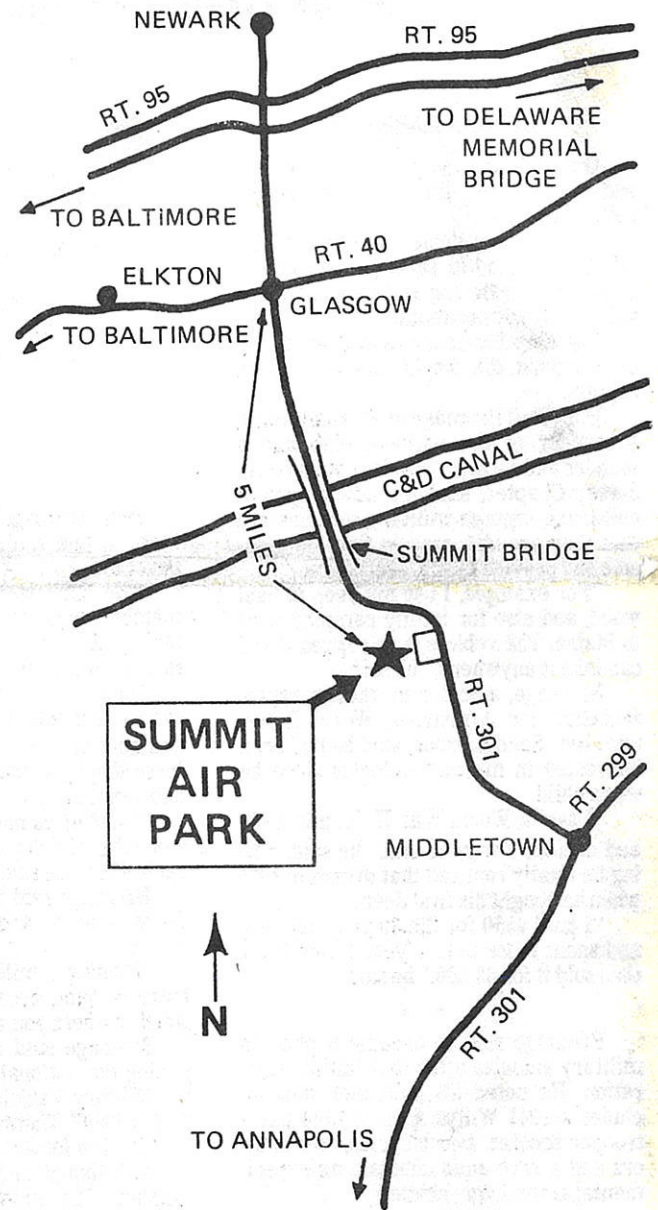 NEWARK
RT. 95
RT. 95
TO DELAWARE
MEMORIAL
BRIDGE
TO BALTIMORE
RT. 40
ELKTON
GLASGOW
TO BALTIMORE
C&D CANAL
5 MILES
SUMMIT BRIDGE
SUMMIT
AIR
PARK
RT 301
RT. 299
MIDDLETOWN
N
RT. 301
TO ANNAPOLIS